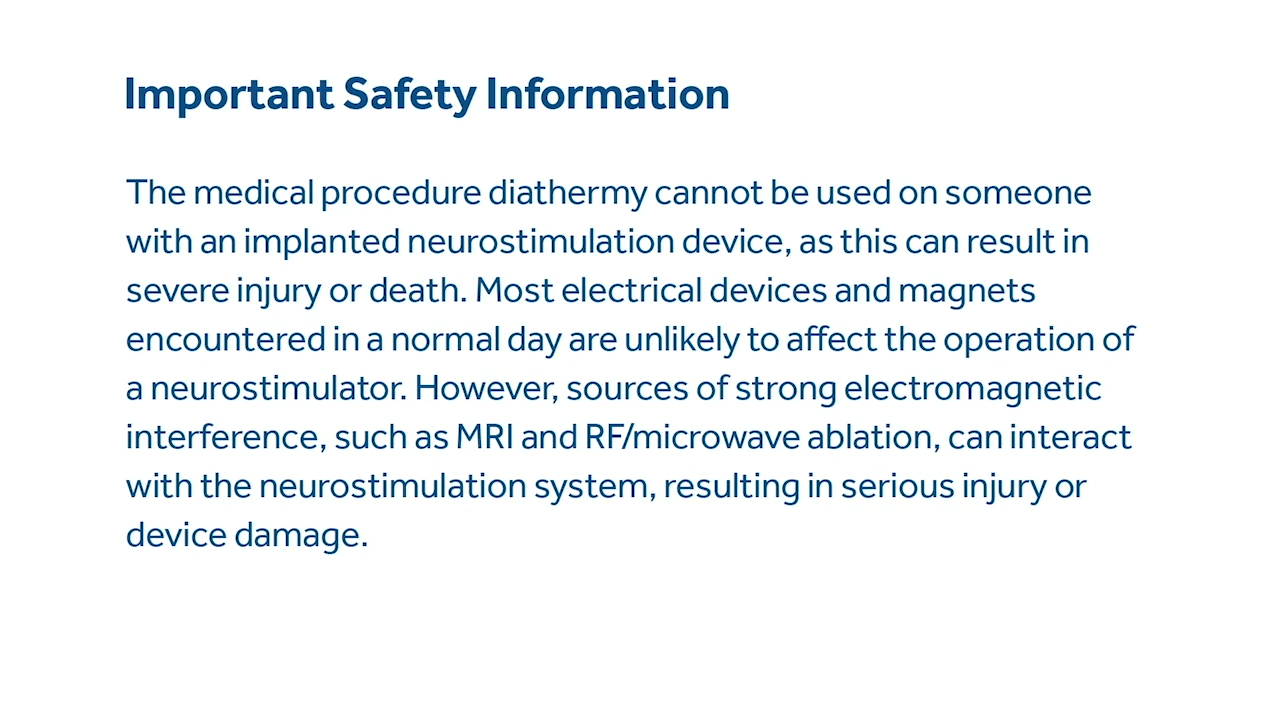 Important Safety Information
The medical procedure diathermy cannot be used on someone
with an implanted neurostimulation device, as this can result in
severe injury or death. Most electrical devices and magnets
encountered in a normal day are unlikely to affect the operation of
a neurostimulator. However, sources of strong electromagnetic
interference, such as MRI and RF/microwave ablation, can interact
with the neurostimulation system, resulting in serious injury or
device damage.